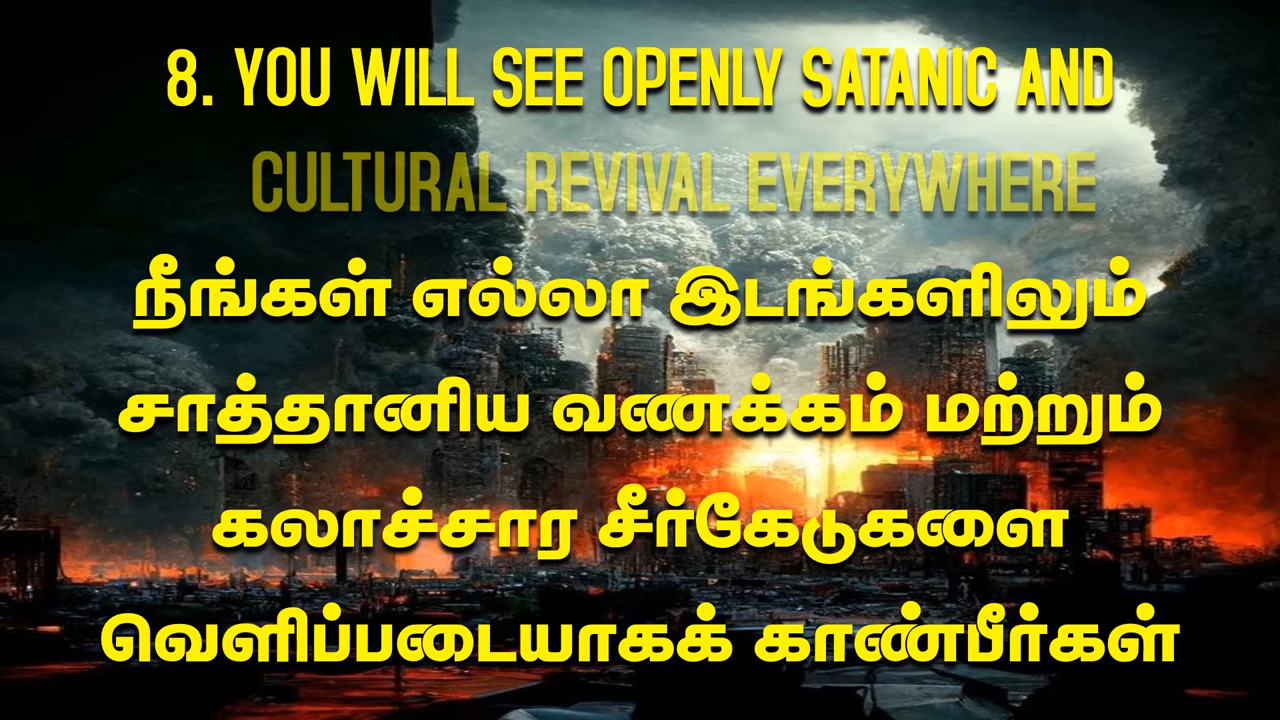 8. YOU WILL SEE OPENLY SATANIC AND
CULTURAL REVIVAL EVERYWHERE
நீங்கள் எல்லா இடங்களிலும்
சாத்தானிய வணக்கம் மற்றும்
கலாச்சார சீர்கேடுகளை
வெளிப்படையாகக் காண்பீர்கள்